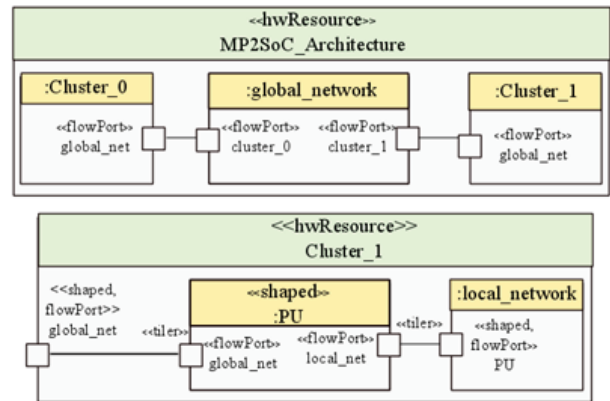 «hwResource»
MP2SoC_Architecture
:Cluster_0
«flowPort»
global_net
:global_network
«flowPort»
cluster_0
«flowPort»
cluster_1
:Cluster_1
«flowPort»
global_net
<<hwResource>>
Cluster_1
<<shaped,
flowPort>>
global_net
«tiler»
«shaped»
:PU
«flowPort»
global_net
«flowPort»
local_net
«tiler»
:local_network
«shaped,
flowPort»
PU